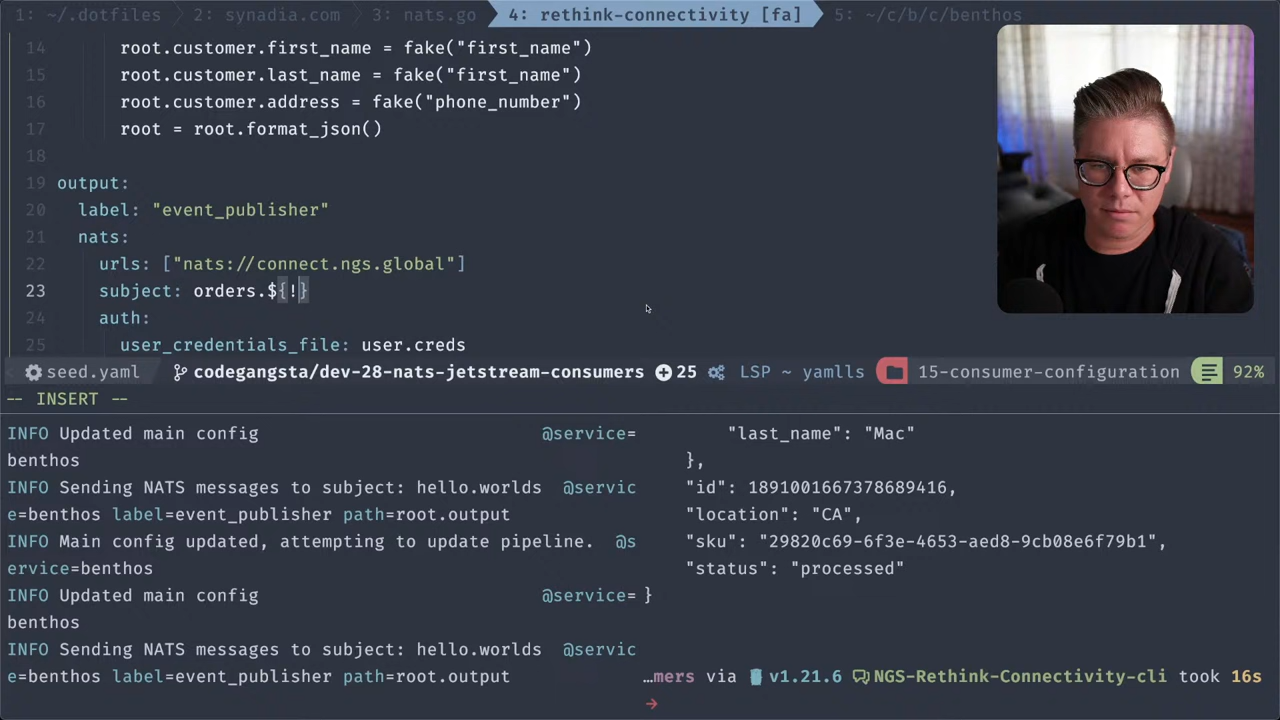 1: ~/.dotfiles 2: synadia.com 3: nats.go 4: rethink-connectivity [fa] 5: ~/c/b/c/benthos
14 root.customer.first_name = fake("first_name")
15 root.customer.last_name = fake("first_name")
16 root.customer.address = fake("phone_number")
17 root = root.format_json()
18
19 output:
20 label: "event_publisher"
21 nats:
22 urls: ["nats://connect.ngs.global"]
23 subject: orders.${!}
24 auth:
25 user_credentials_file: user.creds
seed.yaml codegangsta/dev-28-nats-jetstream-consumers 25 LSP ~ yamlls 15-consumer-configuration 92%
-- INSERT --
INFO Updated main config @service=
benthos
INFO Sending NATS messages to subject: hello.worlds @servic
e=benthos label=event_publisher path=root.output
INFO Main config updated, attempting to update pipeline. @s
ervice=benthos
INFO Updated main config @service=
benthos
INFO Sending NATS messages to subject: hello.worlds @servic
e=benthos label=event_publisher path=root.output
"last_name": "Mac"
},
"id": 1891001667378689416,
"location": "CA",
"sku": "29820c69-6f3e-4653-aed8-9cb08e6f79b1",
"status": "processed"
}
…mers via v1.21.6 NGS-Rethink-Connectivity-cli took 16s
→